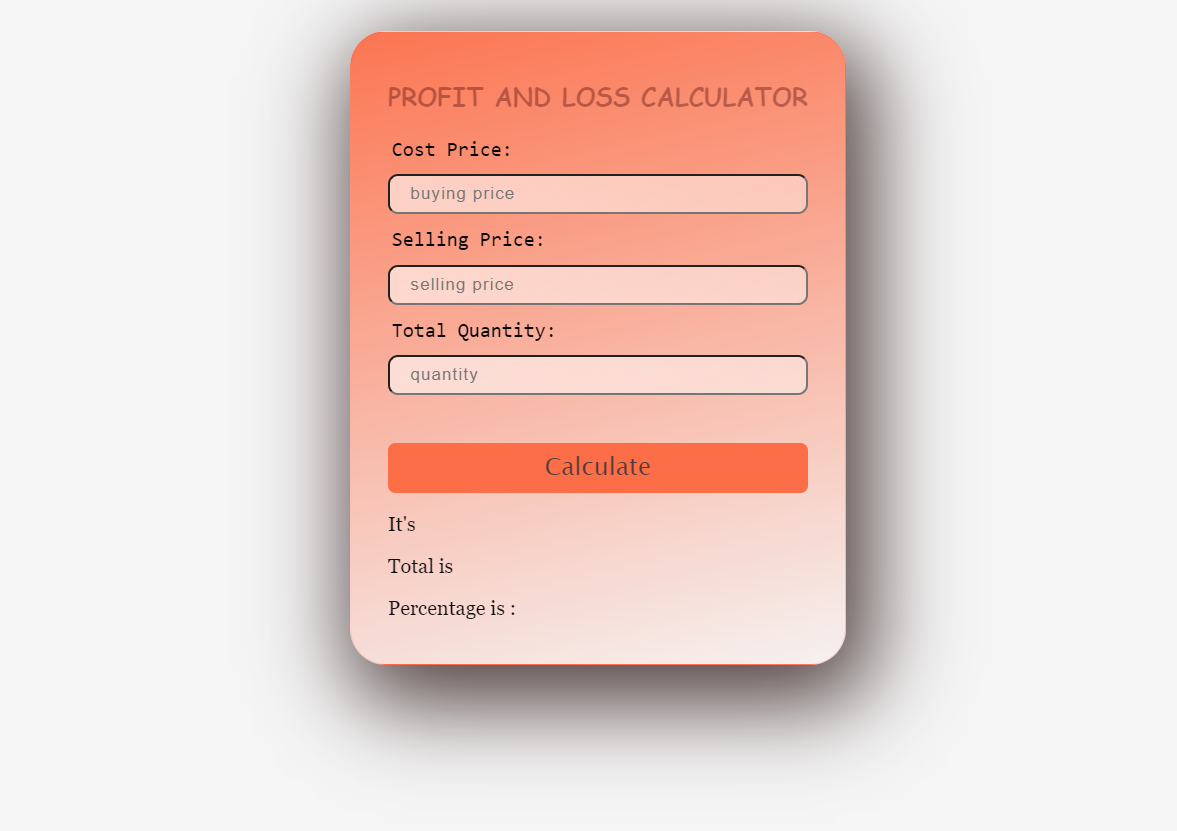 PROFIT AND LOSS CALCULATOR
Cost Price:
buying price
Selling Price:
selling price
Total Quantity:
quantity
Calculate
It's
Total is
Percentage is :